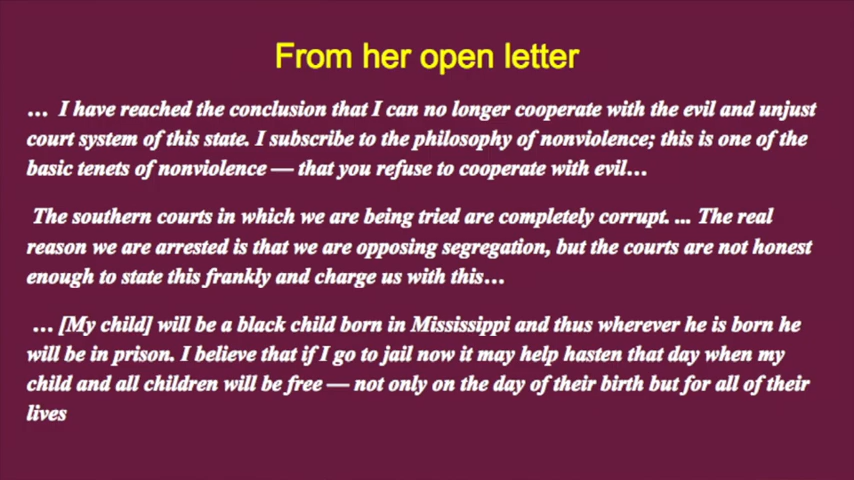 From her open letter
… I have reached the conclusion that I can no longer cooperate with the evil and unjust
court system of this state. I subscribe to the philosophy of nonviolence; this is one of the
basic tenets of nonviolence — that you refuse to cooperate with evil…
The southern courts in which we are being tried are completely corrupt. ... The real
reason we are arrested is that we are opposing segregation, but the courts are not honest
enough to state this frankly and charge us with this…
… [My child] will be a black child born in Mississippi and thus wherever he is born he
will be in prison. I believe that if I go to jail now it may help hasten that day when my
child and all children will be free — not only on the day of their birth but for all of their
lives